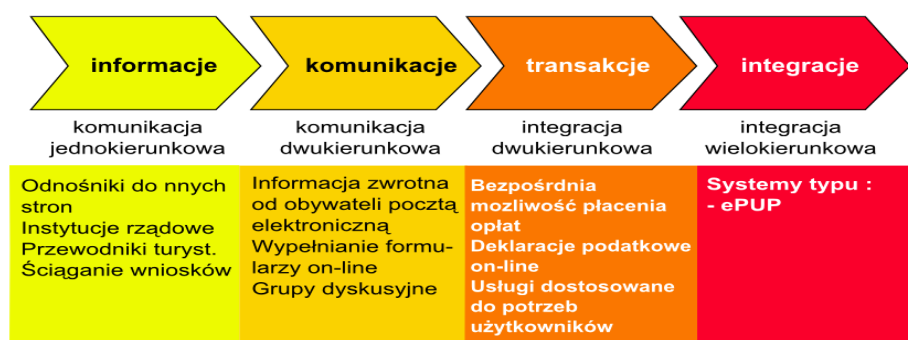 informacje
komunikacje
transakcje
integracje
komunikacja
jednokierunkowa
komunikacja
dwukierunkowa
integracja
dwukierunkowa
integracja
wielokierunkowa
Odnośniki do nnych
stron
Instytucje rządowe
Przewodniki turyst.
Ściąganie wniosków
Informacja zwrotna
od obywateli pocztą
elektroniczną
Wypełnianie formu-
larzy on-line
Grupy dyskusyjne
Bezpośrdnia
mozliwość płacenia
opłat
Deklaracje podatkowe
on-line
Usługi dostosowane
do potrzeb
użytkowników
Systemy typu :
- ePUP